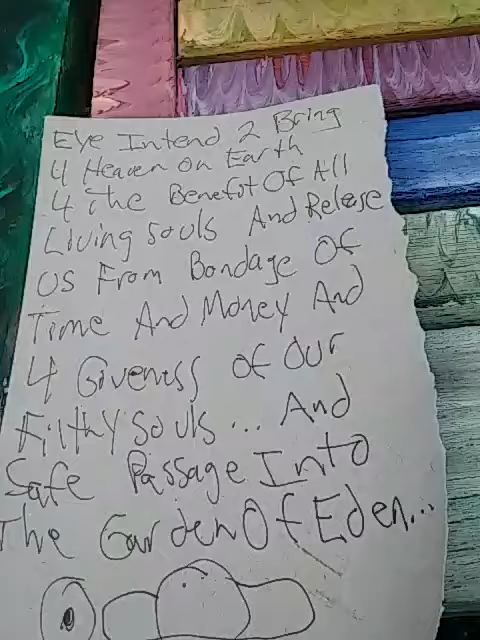 Eye Intend 2 Bring
4 Heaven On Earth
4 The Benefit Of All
Living Souls And Release
US From Bondage Of
Time And Money And
4 Giveness Of Our
Filthy Souls... And
Safe Passage Into
The Garden Of Eden...